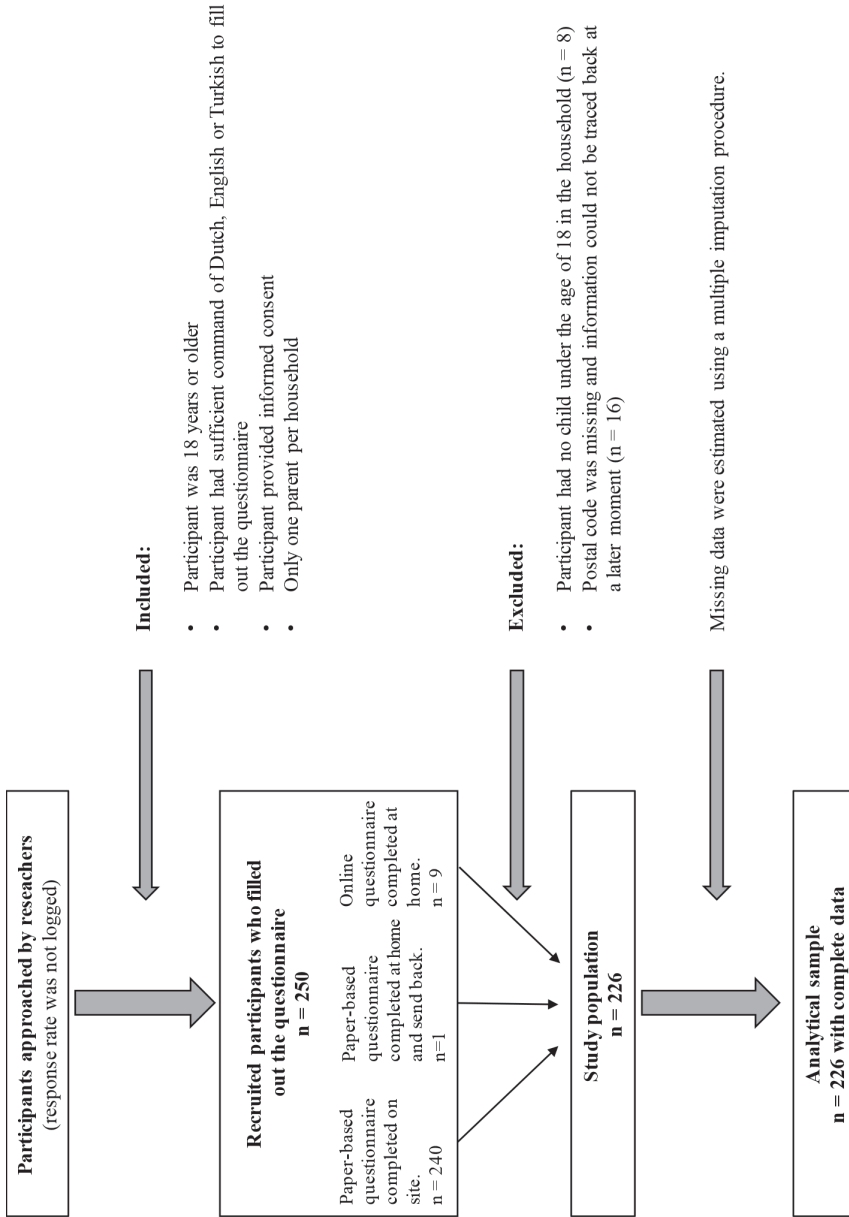 Participants approached by reseachers
(response rate was not logged)
Included:
• Participant was 18 years or older
• Participant had sufficient command of Dutch, English or Turkish to fill
out the questionnaire
• Participant provided informed consent
• Only one parent per household
Recruited participants who filled
out the questionnaire
n = 250
Paper-based
questionnaire
completed on
site.
n = 240
Paper-based
questionnaire
completed at home
and send back.
n=1
Online
questionnaire
completed at
home.
n = 9
Excluded:
• Participant had no child under the age of 18 in the household (n = 8)
• Postal code was missing and information could not be traced back at
a later moment (n = 16)
Study population
n = 226
Missing data were estimated using a multiple imputation procedure.
Analytical sample
n = 226 with complete data